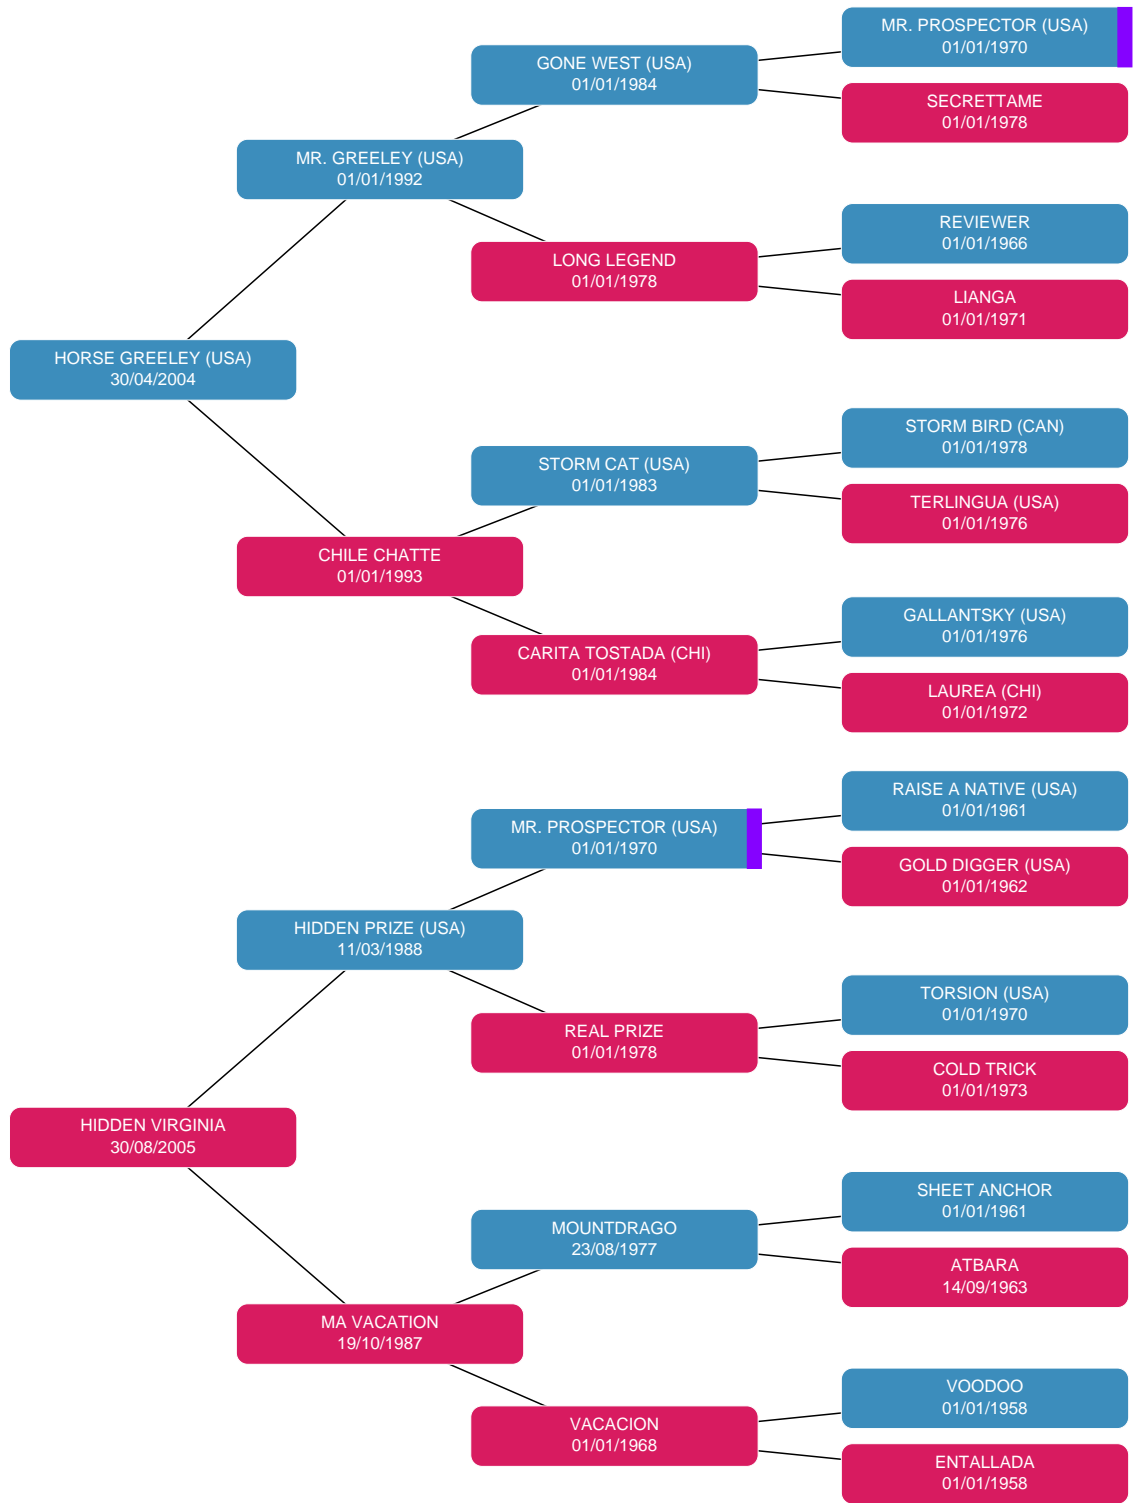 MR. PROSPECTOR (USA)
01/01/1970
GONE WEST (USA)
01/01/1984
SECRETTAME
01/01/1978
MR. GREELEY (USA)
01/01/1992
REVIEWER
01/01/1966
LONG LEGEND
01/01/1978
LIANGA
01/01/1971
HORSE GREELEY (USA)
30/04/2004
STORM BIRD (CAN)
01/01/1978
STORM CAT (USA)
01/01/1983
TERLINGUA (USA)
01/01/1976
CHILE CHATTE
01/01/1993
GALLANTSKY (USA)
01/01/1976
CARITA TOSTADA (CHI)
01/01/1984
LAUREA (CHI)
01/01/1972
RAISE A NATIVE (USA)
01/01/1961
MR. PROSPECTOR (USA)
01/01/1970
GOLD DIGGER (USA)
01/01/1962
HIDDEN PRIZE (USA)
11/03/1988
TORSION (USA)
01/01/1970
REAL PRIZE
01/01/1978
COLD TRICK
01/01/1973
HIDDEN VIRGINIA
30/08/2005
SHEET ANCHOR
01/01/1961
MOUNTDRAGO
23/08/1977
ATBARA
14/09/1963
MA VACATION
19/10/1987
VOODOO
01/01/1958
VACACION
01/01/1968
ENTALLADA
01/01/1958